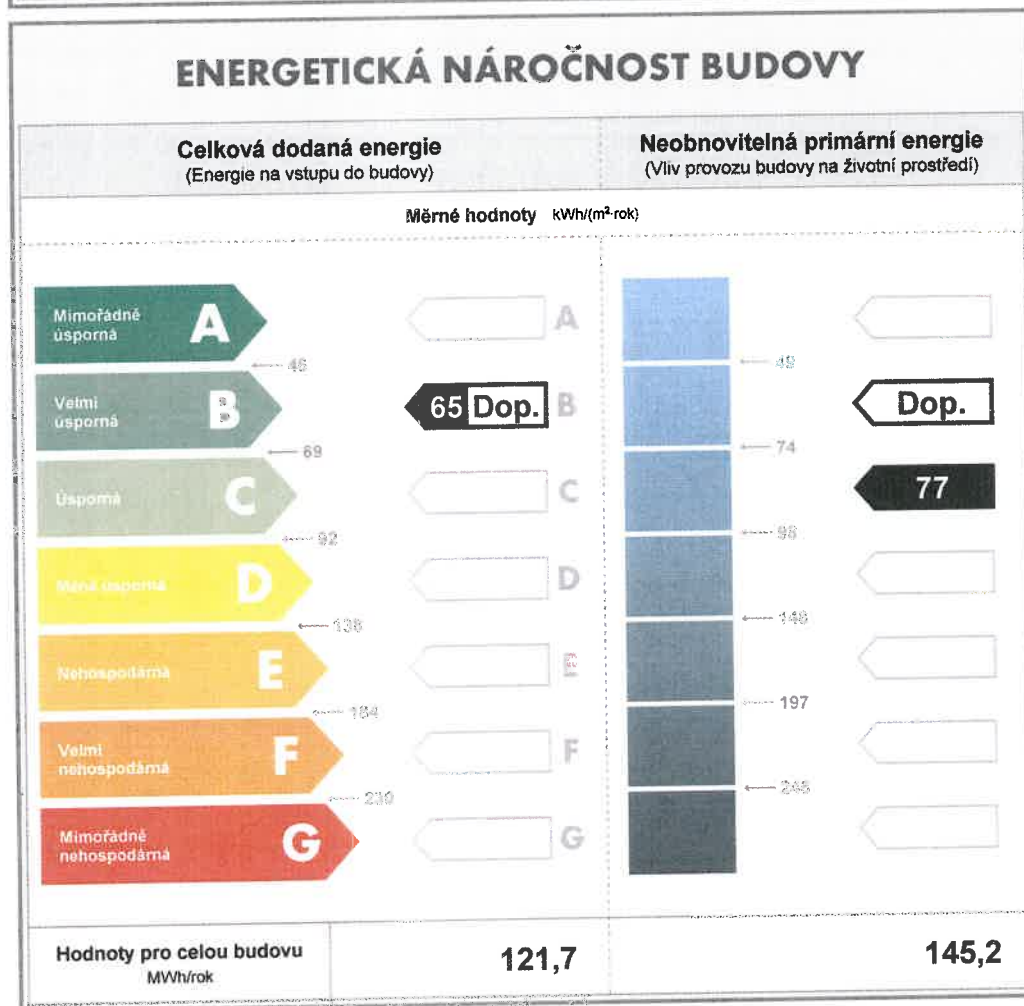 ENERGETICKÁ NÁROČNOST BUDOVY
Celková dodaná energie
(Energie na vstupu do budovy)
Neobnovitelná primární energie
(Vliv provozu budovy na životní prostředí)
Měrné hodnoty kWh/(m²·rok)
Mimořádně
úsporná
A
A
46
49
Velmi
úsporná
B
65 Dop. B
Dop.
69
74
Úsporná
C
C
77
92
98
Méně úsporná
D
D
138
Nehospodárná
E
E
184
197
Velmi
nehospodárná
F
F
230
Mimořádně
nehospodárná
G
G
Hodnoty pro celou budovu
MWh/rok
121,7
145,2